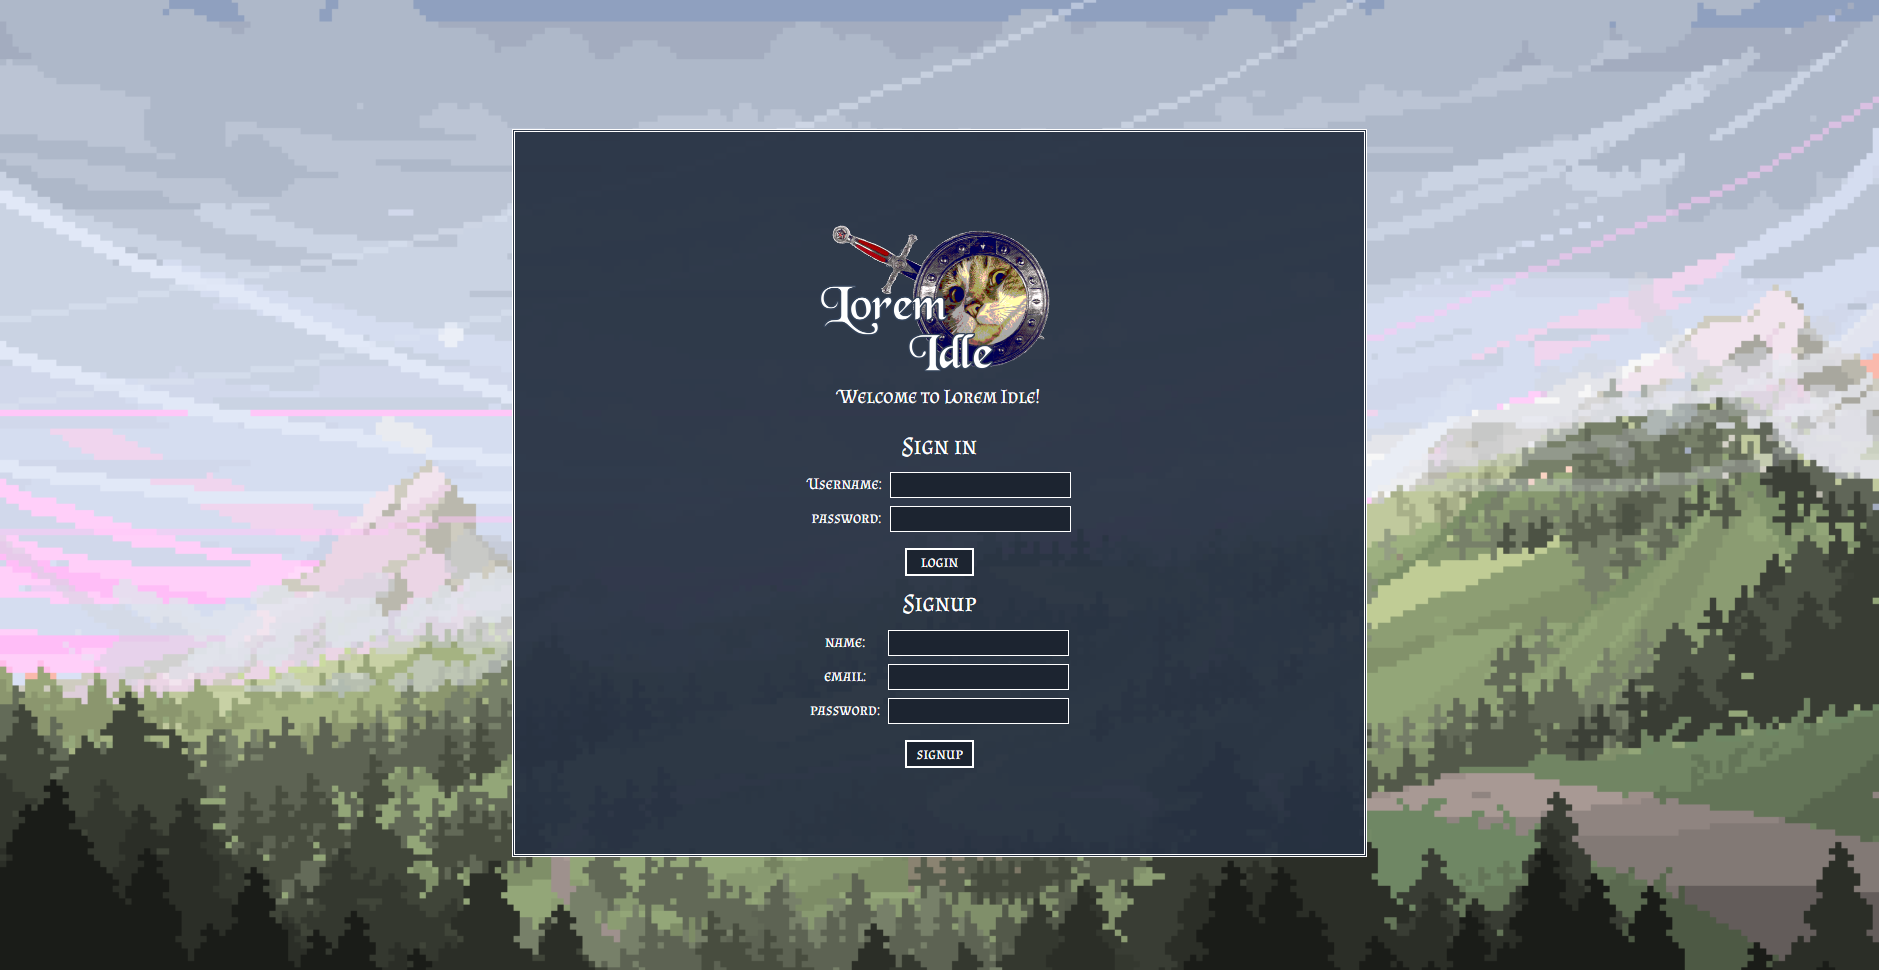 Lorem
Idle
Welcome to Lorem Idle!
Sign in
Username:
password:
login
Signup
name:
email:
password:
signup